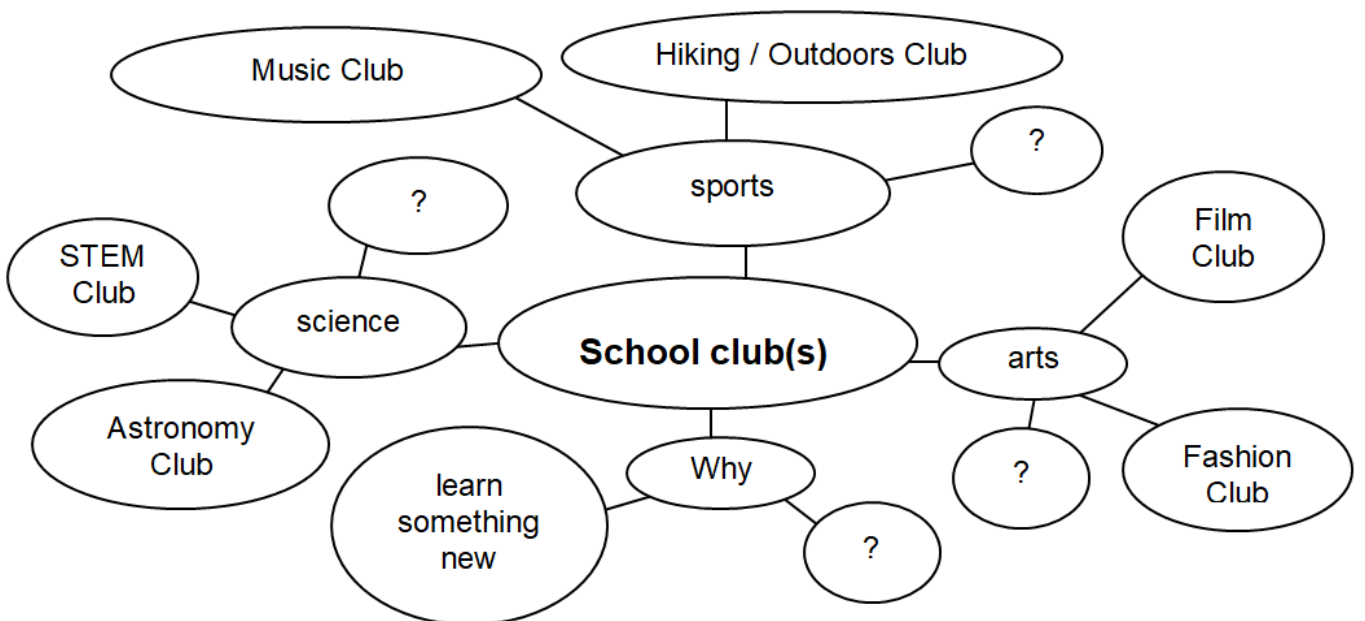 Music Club
Hiking / Outdoors Club
?
sports
?
Film
Club
STEM
Club
science
School club(s)
arts
Astronomy
Club
Why
learn
something
new
?
?
Fashion
Club